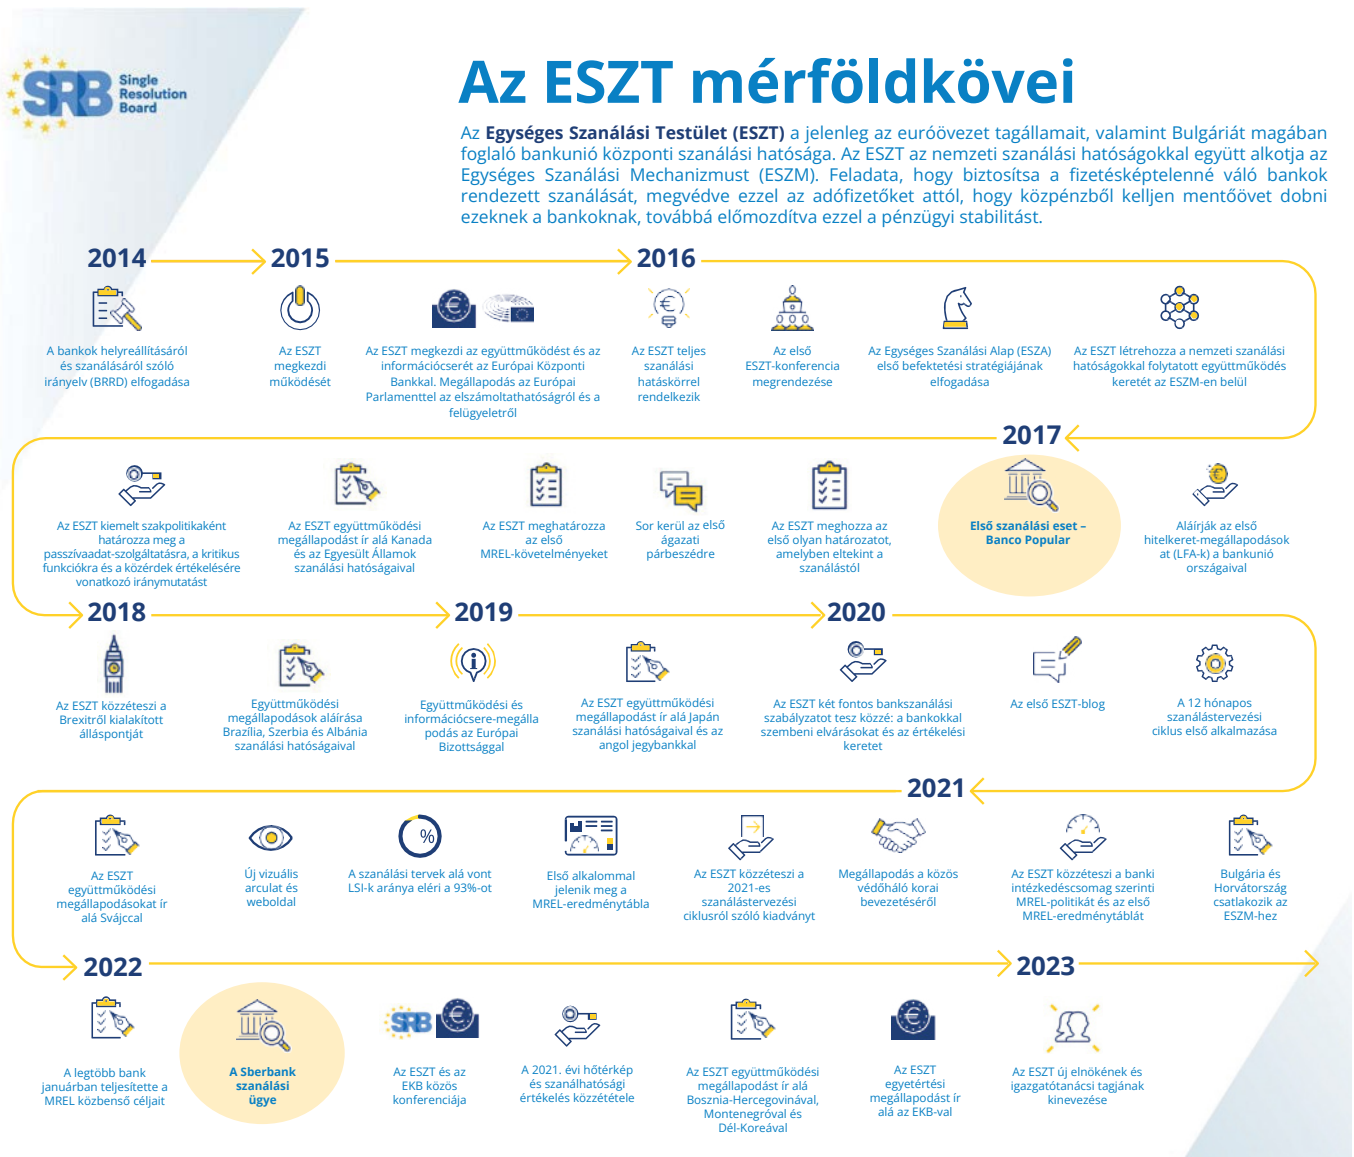 SRB
Single
Resolution
Board
Az ESZT mérföldkövei
Az Egységes Szanálási Testület (ESZT) a jelenleg az euróövezet tagállamait, valamint Bulgáriát magában
foglaló bankunió központi szanálási hatósága. Az ESZT az nemzeti szanálási hatóságokkal együtt alkotja az
Egységes Szanálási Mechanizmust (ESZM). Feladata, hogy biztosítsa a fizetésképtelenné váló bankok
rendezett szanálását, megvédve ezzel az adófizetőket attól, hogy közpénzből kelljen mentőövet dobni
ezeknek a bankoknak, továbbá előmozdítva ezzel a pénzügyi stabilitást.
2014
A bankok helyreállításáról
és szanálásáról szóló
irányelv (BRRD) elfogadása
2015
Az ESZT
megkezdi
működését
Az ESZT megkezdi az együttműködést és az
információcserét az Európai Központi
Bankkal. Megállapodás az Európai
Parlamenttel az elszámoltathatóságról és a
felügyeletről
2016
Az ESZT teljes
szanálási
hatáskörrel
rendelkezik
Az első
ESZT-konferencia
megrendezése
Az Egységes Szanálási Alap (ESZA)
első befektetési stratégiájának
elfogadása
Az ESZT létrehozza a nemzeti szanálási
hatóságokkal folytatott együttműködés
keretét az ESZM-en belül
2017
Az ESZT kiemelt szakpolitikaként
határozza meg a
passzívaadat-szolgáltatásra, a kritikus
funkciókra és a közérdek értékelésére
vonatkozó iránymutatást
Az ESZT együttműködési
megállapodást ír alá Kanada
és az Egyesült Államok
szanálási hatóságaival
Az ESZT meghatározza
az első
MREL-követelményeket
Sor kerül az első
ágazati
párbeszédre
Az ESZT meghozza az
első olyan határozatot,
amelyben eltekint a
szanálástól
Első szanálási eset –
Banco Popular
Aláírják az első
hitelkeret-megállapodások
at (LFA-k) a bankunió
országaival
2018
Az ESZT közzéteszi a
Brexitről kialakított
álláspontját
Együttműködési
megállapodások aláírása
Brazília, Szerbia és Albánia
szanálási hatóságaival
2019
Együttműködési és
információcsere-megálla
podás az Európai
Bizottsággal
Az ESZT együttműködési
megállapodást ír alá Japán
szanálási hatóságaival és az
angol jegybankkal
2020
Az ESZT két fontos bankszanálási
szabályzatot tesz közzé: a bankokkal
szembeni elvárásokat és az értékelési
keretet
Az első ESZT-blog
A 12 hónapos
szanálástervezési
ciklus első alkalmazása
2021
Az ESZT
együttműködési
megállapodásokat ír
alá Svájccal
Új vizuális
arculat és
weboldal
%
A szanálási tervek alá vont
LSI-k aránya eléri a 93%-ot
Első alkalommal
jelenik meg a
MREL-eredménytábla
Az ESZT közzéteszi a
2021-es
szanálástervezési
ciklusról szóló kiadványt
Megállapodás a közös
védőháló korai
bevezetéséről
Az ESZT közzéteszi a banki
intézkedéscsomag szerinti
MREL-politikát és az első
MREL-eredménytáblát
Bulgária és
Horvátország
csatlakozik az
ESZM-hez
2022
A legtöbb bank
januárban teljesítette a
MREL közbenső céljait
A Sberbank
szanálási
ügye
SRB
Az ESZT és az
EKB közös
konferenciája
A 2021. évi hőtérkép
és szanálhatósági
értékelés közzététele
Az ESZT együttműködési
megállapodást ír alá
Bosznia-Hercegovinával,
Montenegróval és
Dél-Koreával
Az ESZT
egyetértési
megállapodást ír
alá az EKB-val
2023
Az ESZT új elnökének és
igazgatótanácsi tagjának
kinevezése